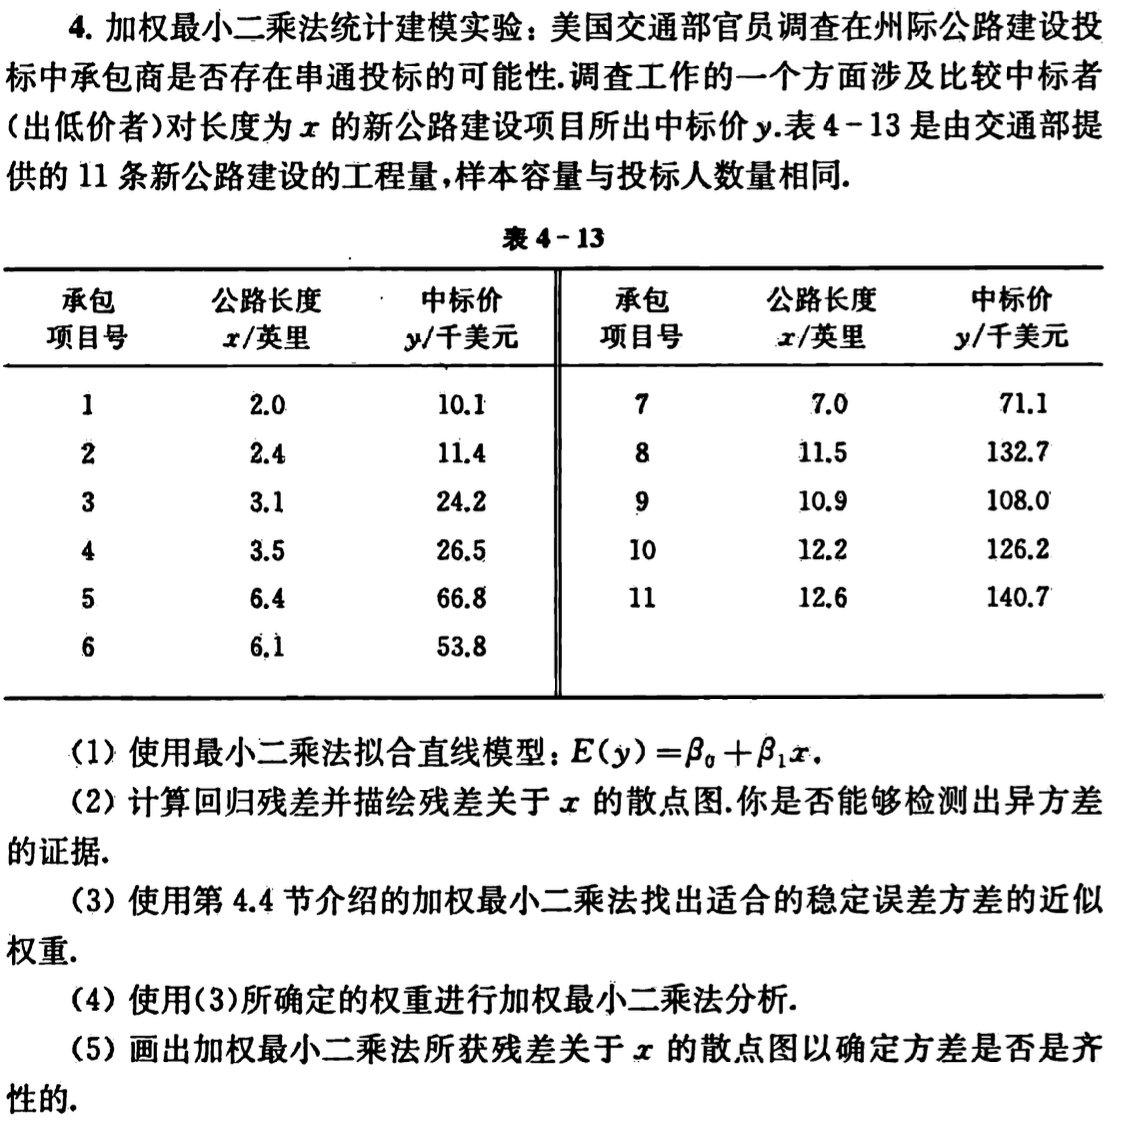 4. 加权最小二乘法统计建模实验：美国交通部官员调查在州际公路建设投
标中承包商是否存在串通投标的可能性.调查工作的一个方面涉及比较中标者
(出低价者)对长度为 x 的新公路建设项目所出中标价 y.表 4-13 是由交通部提
供的 11 条新公路建设的工程量,样本容量与投标人数量相同.
表 4-13
承包 公路长度 中标价 承包 公路长度 中标价
项目号 x/英里 y/千美元 项目号 x/英里 y/千美元
1 2.0 10.1 7 7.0 71.1
2 2.4 11.4 8 11.5 132.7
3 3.1 24.2 9 10.9 108.0
4 3.5 26.5 10 12.2 126.2
5 6.4 66.8 11 12.6 140.7
6 6.1 53.8
(1) 使用最小二乘法拟合直线模型：E(y)=β₀+β₁x.
(2) 计算回归残差并描绘残差关于 x 的散点图.你是否能够检测出异方差
的证据.
(3) 使用第 4.4 节介绍的加权最小二乘法找出适合的稳定误差方差的近似
权重.
(4) 使用(3)所确定的权重进行加权最小二乘法分析.
(5) 画出加权最小二乘法所获残差关于 x 的散点图以确定方差是否是齐
性的.